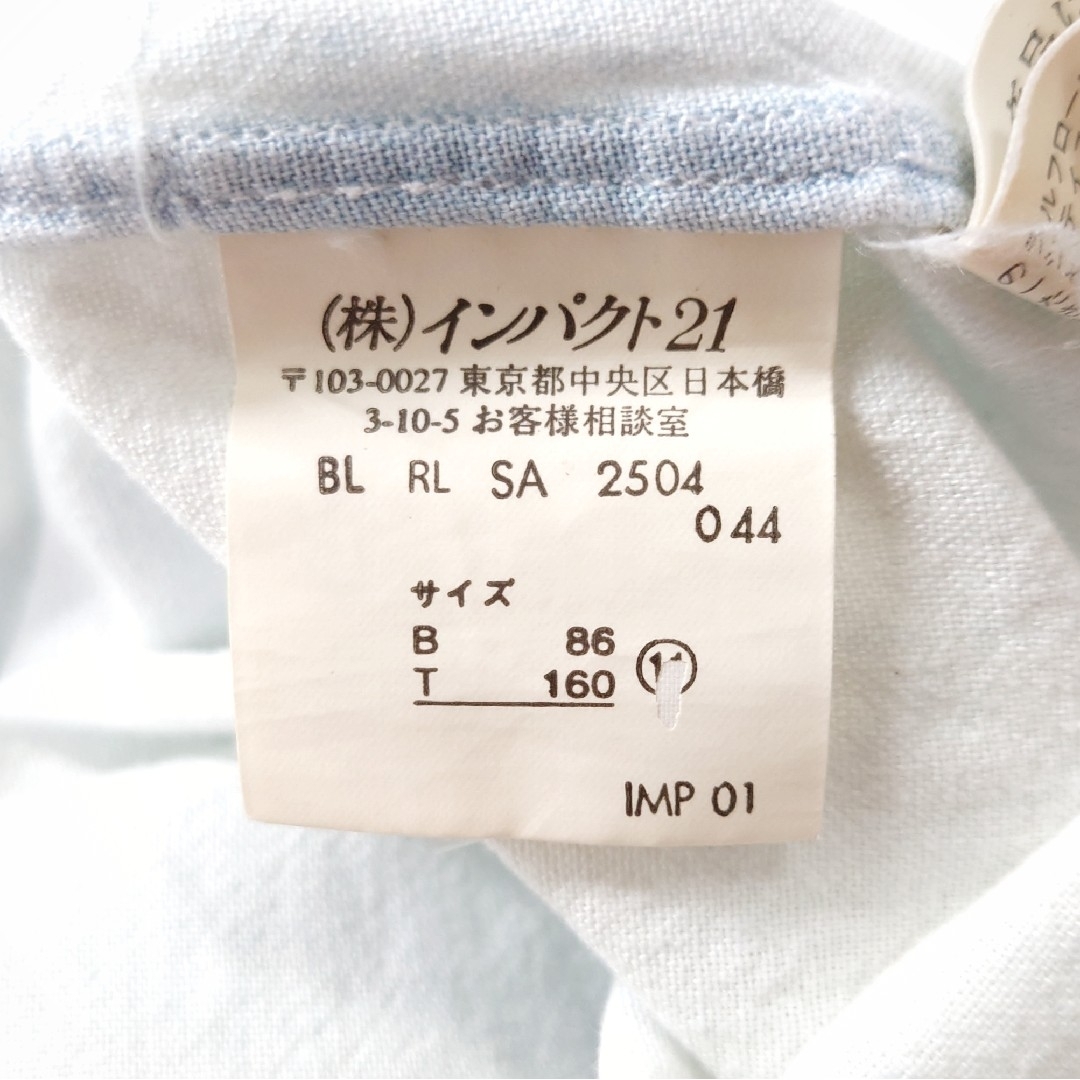 (株)インパクト21
〒103-0027 東京都中央区日本橋
3-10-5 お客様相談室
BL RL SA 2504
044
サイズ
B 86
T 160
IMP 01